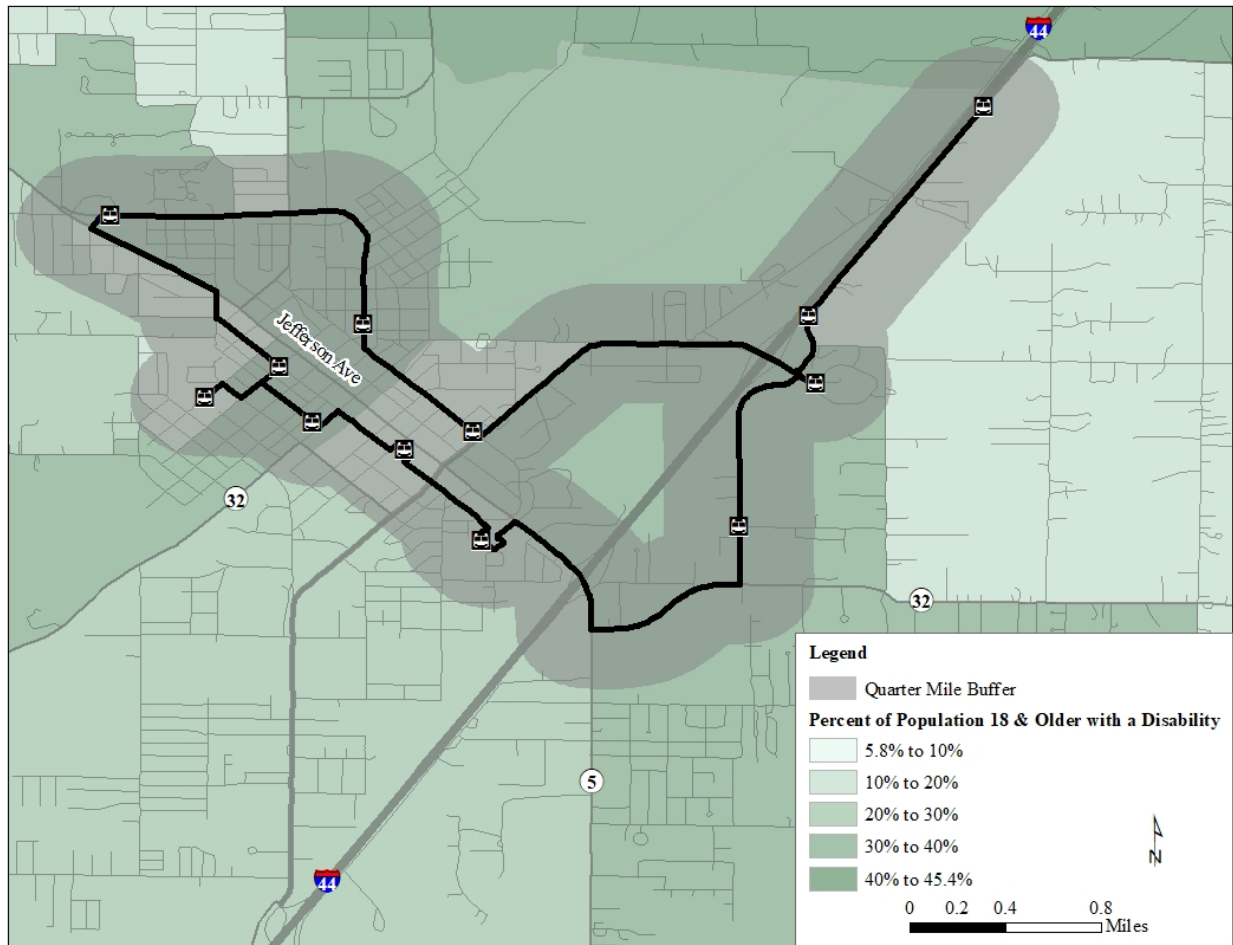 44
Jefferson Ave
32
32
5
44
Legend
Quarter Mile Buffer
Percent of Population 18 & Older with a Disability
5.8% to 10%
10% to 20%
20% to 30%
30% to 40%
40% to 45.4%
N
0 0.2 0.4 0.8
Miles